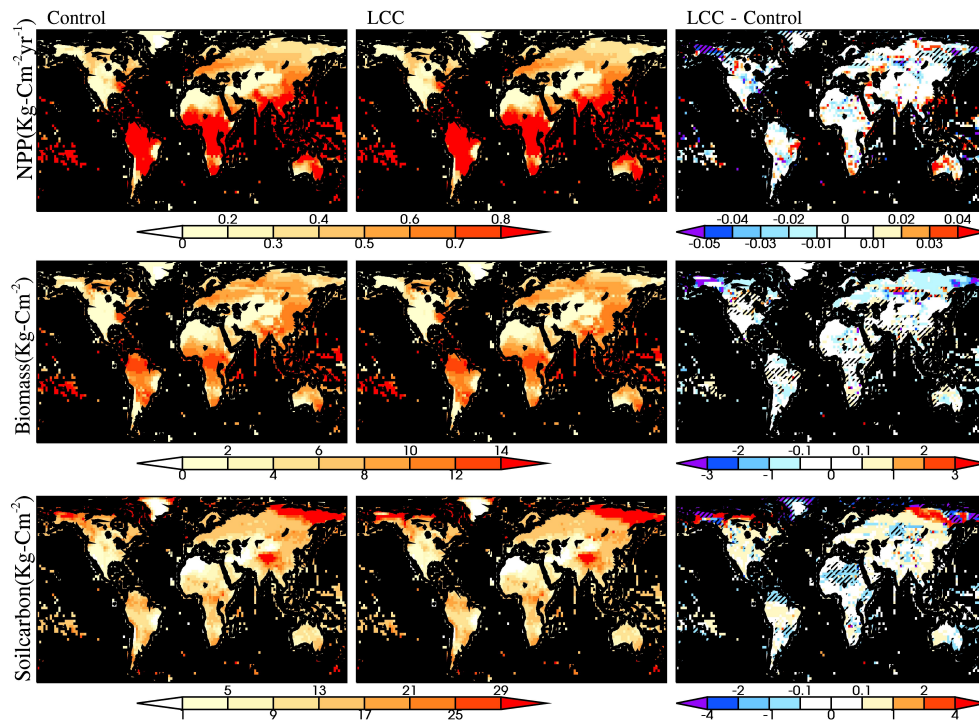 Control
LCC
LCC - Control
NPP(Kg-Cm-2yr-1)
0.2 0.4 0.6 0.8
0 0.3 0.5 0.7
-0.04 -0.02 0 0.02 0.04
-0.05 -0.03 -0.01 0.01 0.03
Biomass(Kg-Cm-2)
2 6 10 14
0 4 8 12
-2 -0.1 0.1 2
-3 -1 0 1 3
Soilcarbon(Kg-Cm-2)
5 13 21 29
1 9 17 25
-2 -0.1 0.1 2
-4 -1 0 1 4